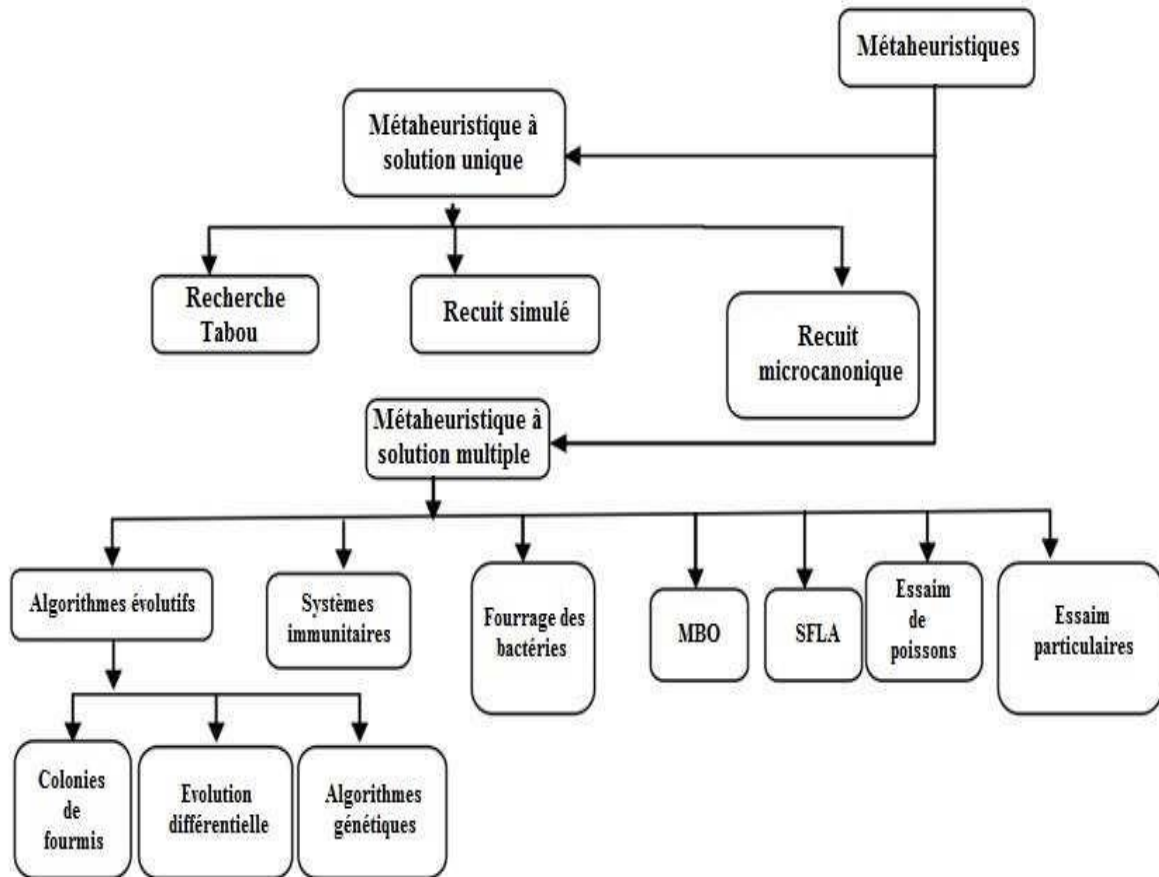 Métaheuristiques
Métaheuristique à
solution unique
Recherche
Tabou
Recuit simulé
Recuit
microcanonique
Métaheuristique à
solution multiple
Algorithmes évolutifs
Systèmes
immunitaires
Fourrage des
bactéries
MBO
SFLA
Essaim
de
poissons
Essaim
particulaires
Colonies
de
fourmis
Evolution
différentielle
Algorithmes
génétiques